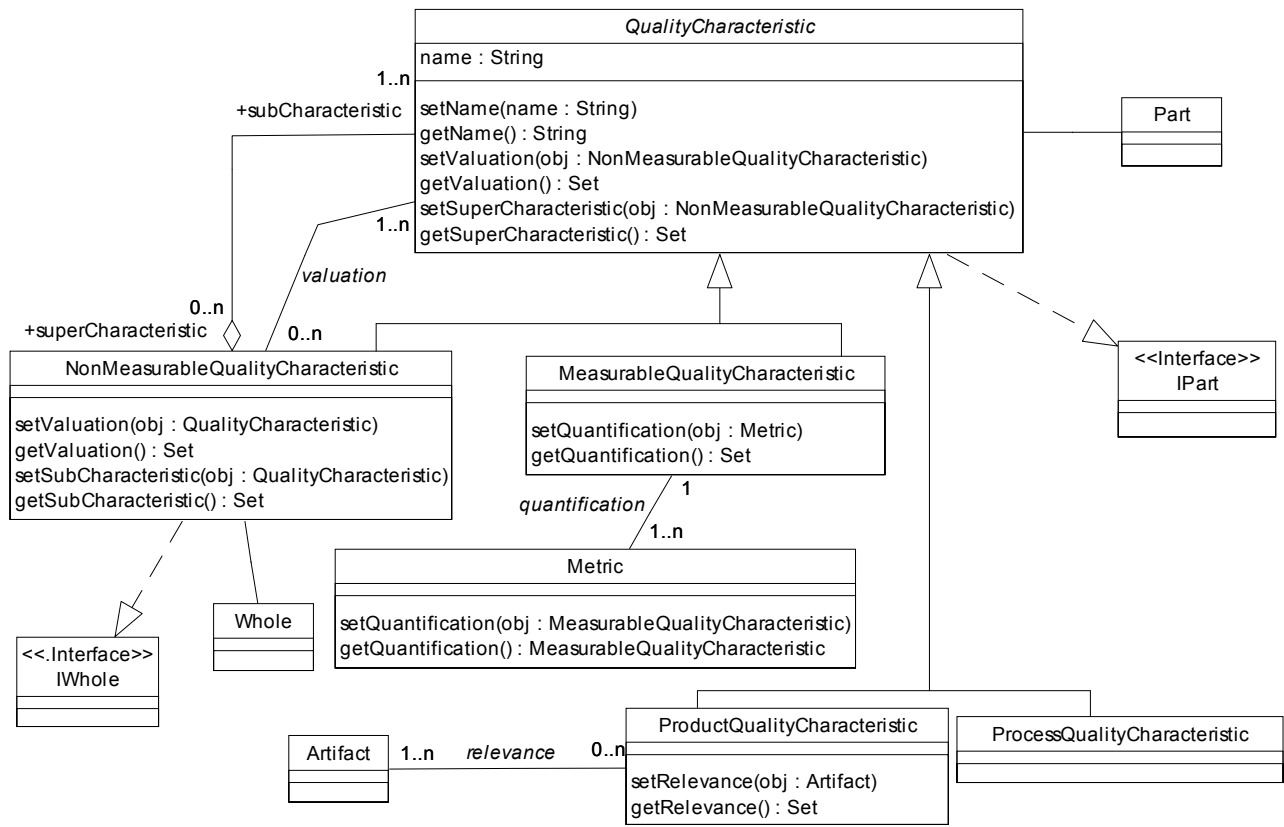 QualityCharacteristic
name : String
setName(name : String)
getName() : String
setValuation(obj : NonMeasurableQualityCharacteristic)
getValuation() : Set
setSuperCharacteristic(obj : NonMeasurableQualityCharacteristic)
getSuperCharacteristic() : Set
1..n
+subCharacteristic
1..n
valuation
0..n
+superCharacteristic
0..n
Part
<<Interface>>
IPart
NonMeasurableQualityCharacteristic
setValuation(obj : QualityCharacteristic)
getValuation() : Set
setSubCharacteristic(obj : QualityCharacteristic)
getSubCharacteristic() : Set
MeasurableQualityCharacteristic
setQuantification(obj : Metric)
getQuantification() : Set
1
quantification
1..n
Metric
setQuantification(obj : MeasurableQualityCharacteristic)
getQuantification() : MeasurableQualityCharacteristic
Whole
<<.Interface>>
IWhole
Artifact
1..n
relevance
0..n
ProductQualityCharacteristic
setRelevance(obj : Artifact)
getRelevance() : Set
ProcessQualityCharacteristic